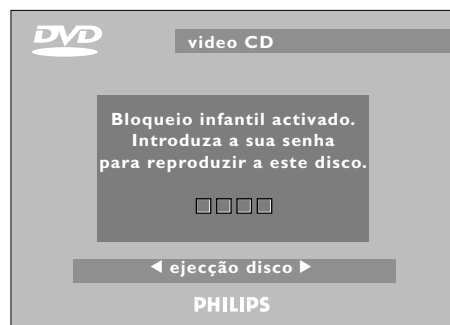 DVD
video CD
Bloqueio infantil activado.
Introduza a sua senha
para reproduzir a este disco.
ejecção disco
PHILIPS